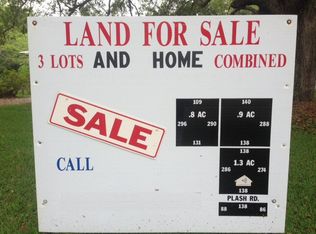 LAND FOR SALE
3 LOTS AND HOME COMBINED
SALE
CALL
109 140
.8 AC .9 AC
296 290 288
131 138
138
1.3 AC
286 274
138
PLASH RD.
138
88 86